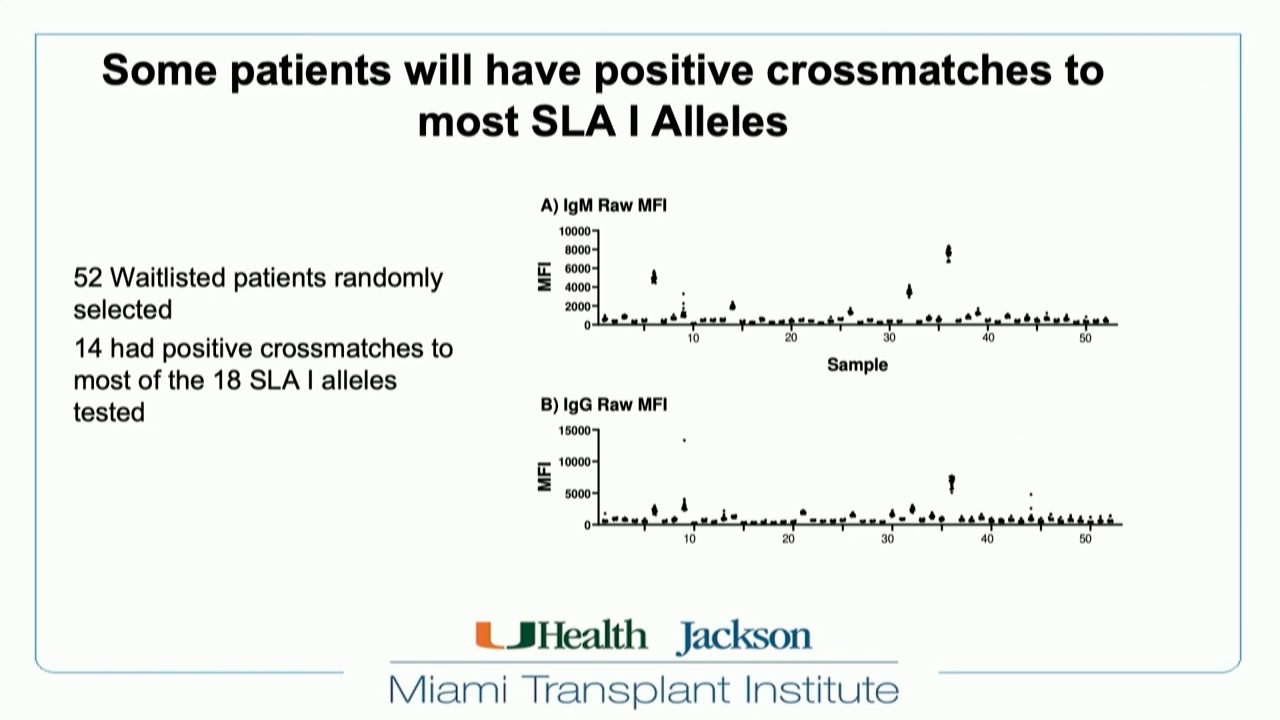 Some patients will have positive crossmatches to
most SLA I Alleles
52 Waitlisted patients randomly
selected
14 had positive crossmatches to
most of the 18 SLA I alleles
tested
A) IgM Raw MFI
MFI
10000
8000
6000
4000
2000
0
10 20 30 40 50
Sample
B) IgG Raw MFI
MFI
15000
10000
5000
0
10 20 30 40 50
UHealth Jackson
Miami Transplant Institute